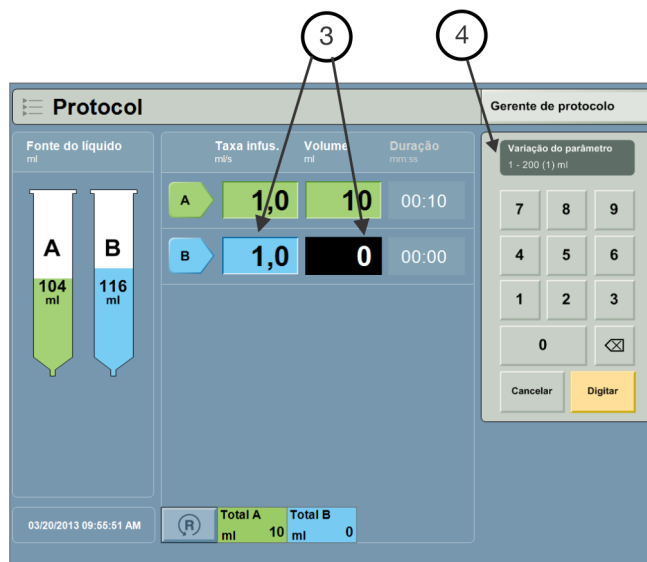 3
4
Protocol
Gerente de protocolo
Fonte do líquido
ml
A
B
104
ml
116
ml
Taxa infus.
ml/s
Volume
ml
Duração
mm:ss
A
1,0
10
00:10
B
1,0
0
00:00
Variação do parâmetro
1 - 200 (1) ml
7 8 9
4 5 6
1 2 3
0
Cancelar
Digitar
03/20/2013 09:55:51 AM
R
Total A
ml 10
Total B
ml 0